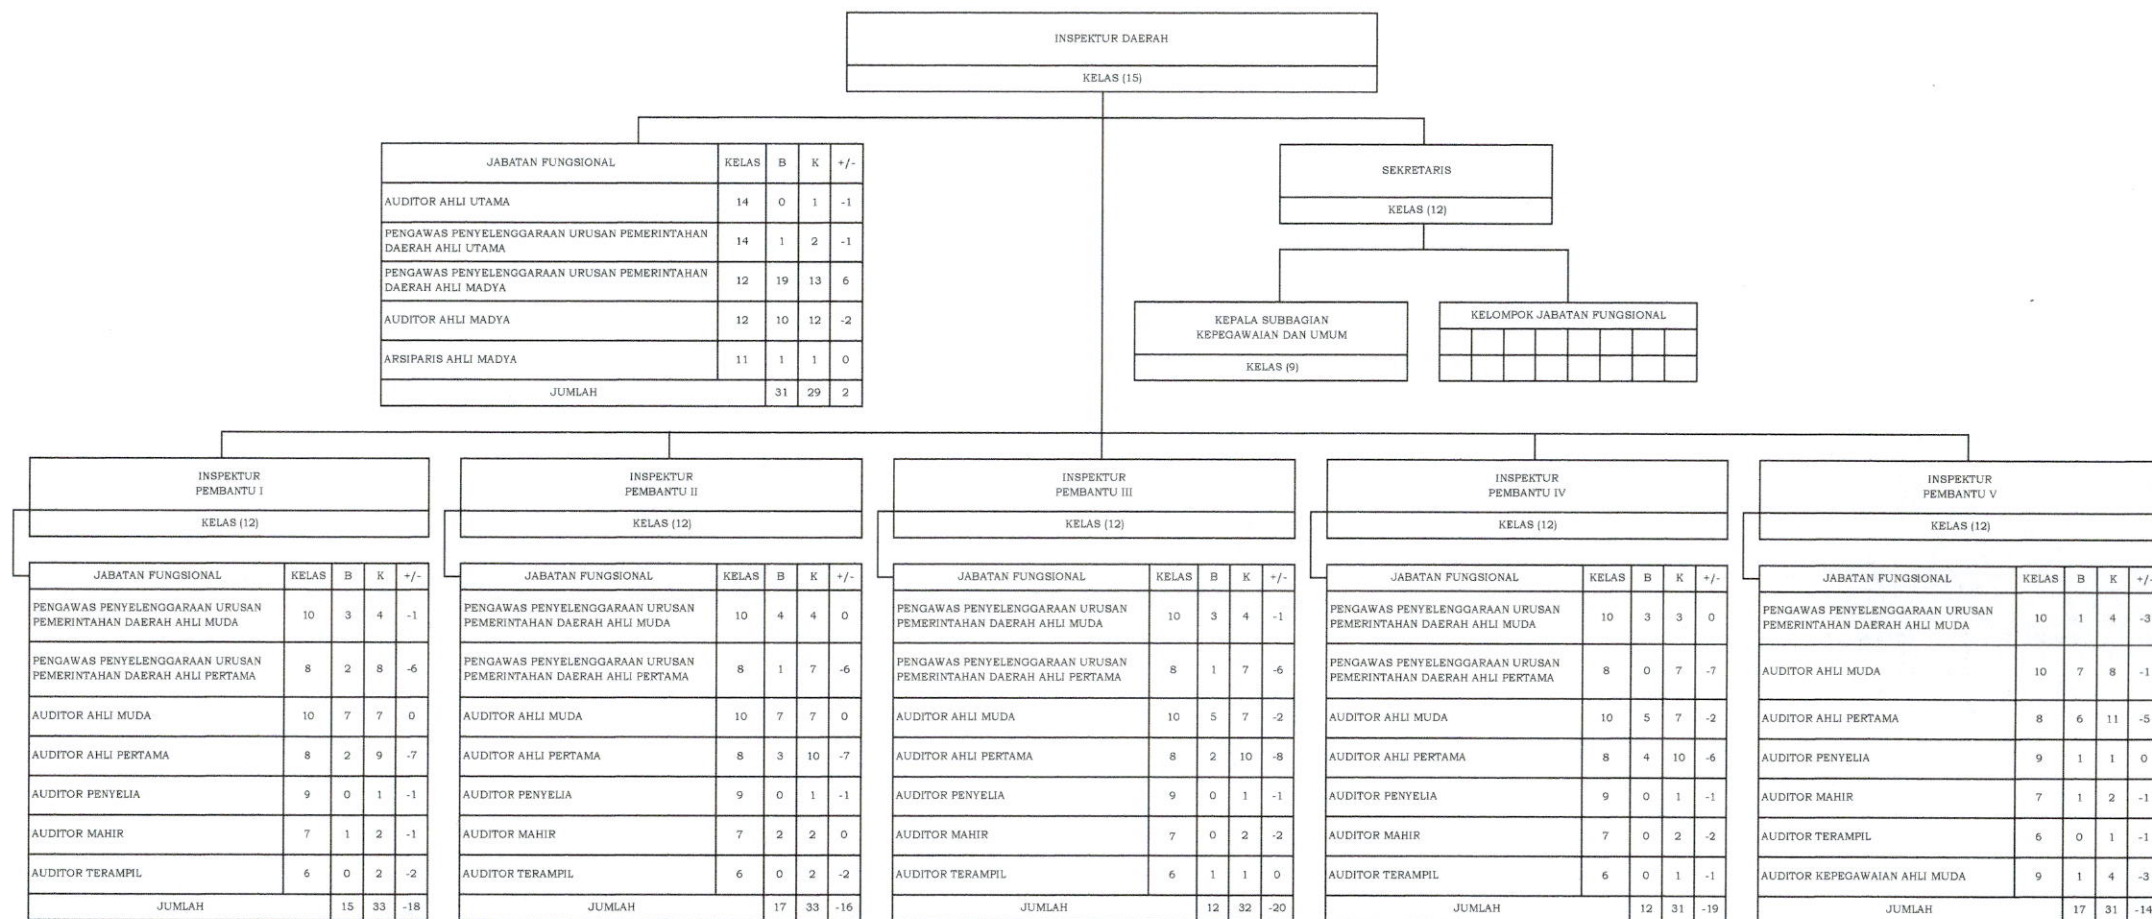 INSPEKTUR DAERAH
KELAS (15)
JABATAN FUNGSIONAL KELAS B K +/-
AUDITOR AHLI UTAMA 14 0 1 -1
PENGAWAS PENYELENGGARAAN URUSAN PEMERINTAHAN
DAERAH AHLI UTAMA 14 1 2 -1
PENGAWAS PENYELENGGARAAN URUSAN PEMERINTAHAN
DAERAH AHLI MADYA 12 19 13 6
AUDITOR AHLI MADYA 12 10 12 -2
ARSIPARIS AHLI MADYA 11 1 1 0
JUMLAH 31 29 2
SEKRETARIS
KELAS (12)
KEPALA SUBBAGIAN
KEPEGAWAIAN DAN UMUM
KELAS (9)
KELOMPOK JABATAN FUNGSIONAL
INSPEKTUR
PEMBANTU I
KELAS (12)
JABATAN FUNGSIONAL KELAS B K +/-
PENGAWAS PENYELENGGARAAN URUSAN
PEMERINTAHAN DAERAH AHLI MUDA 10 3 4 -1
PENGAWAS PENYELENGGARAAN URUSAN
PEMERINTAHAN DAERAH AHLI PERTAMA 8 2 8 -6
AUDITOR AHLI MUDA 10 7 7 0
AUDITOR AHLI PERTAMA 8 2 9 -7
AUDITOR PENYELIA 9 0 1 -1
AUDITOR MAHIR 7 1 2 -1
AUDITOR TERAMPIL 6 0 2 -2
JUMLAH 15 33 -18
INSPEKTUR
PEMBANTU II
KELAS (12)
JABATAN FUNGSIONAL KELAS B K +/-
PENGAWAS PENYELENGGARAAN URUSAN
PEMERINTAHAN DAERAH AHLI MUDA 10 4 4 0
PENGAWAS PENYELENGGARAAN URUSAN
PEMERINTAHAN DAERAH AHLI PERTAMA 8 1 7 -6
AUDITOR AHLI MUDA 10 7 7 0
AUDITOR AHLI PERTAMA 8 3 10 -7
AUDITOR PENYELIA 9 0 1 -1
AUDITOR MAHIR 7 2 2 0
AUDITOR TERAMPIL 6 0 2 -2
JUMLAH 17 33 -16
INSPEKTUR
PEMBANTU III
KELAS (12)
JABATAN FUNGSIONAL KELAS B K +/-
PENGAWAS PENYELENGGARAAN URUSAN
PEMERINTAHAN DAERAH AHLI MUDA 10 3 4 -1
PENGAWAS PENYELENGGARAAN URUSAN
PEMERINTAHAN DAERAH AHLI PERTAMA 8 1 7 -6
AUDITOR AHLI MUDA 10 5 7 -2
AUDITOR AHLI PERTAMA 8 2 10 -8
AUDITOR PENYELIA 9 0 1 -1
AUDITOR MAHIR 7 0 2 -2
AUDITOR TERAMPIL 6 1 1 0
JUMLAH 12 32 -20
INSPEKTUR
PEMBANTU IV
KELAS (12)
JABATAN FUNGSIONAL KELAS B K +/-
PENGAWAS PENYELENGGARAAN URUSAN
PEMERINTAHAN DAERAH AHLI MUDA 10 3 3 0
PENGAWAS PENYELENGGARAAN URUSAN
PEMERINTAHAN DAERAH AHLI PERTAMA 8 0 7 -7
AUDITOR AHLI MUDA 10 5 7 -2
AUDITOR AHLI PERTAMA 8 4 10 -6
AUDITOR PENYELIA 9 0 1 -1
AUDITOR MAHIR 7 0 2 -2
AUDITOR TERAMPIL 6 0 1 -1
JUMLAH 12 31 -19
INSPEKTUR
PEMBANTU V
KELAS (12)
JABATAN FUNGSIONAL KELAS B K +/-
PENGAWAS PENYELENGGARAAN URUSAN
PEMERINTAHAN DAERAH AHLI MUDA 10 1 4 -3
AUDITOR AHLI MUDA 10 7 8 -1
AUDITOR AHLI PERTAMA 8 6 11 -5
AUDITOR PENYELIA 9 1 1 0
AUDITOR MAHIR 7 1 2 -1
AUDITOR TERAMPIL 6 0 1 -1
AUDITOR KEPEGAWAIAN AHLI MUDA 9 1 4 -3
JUMLAH 17 31 -14